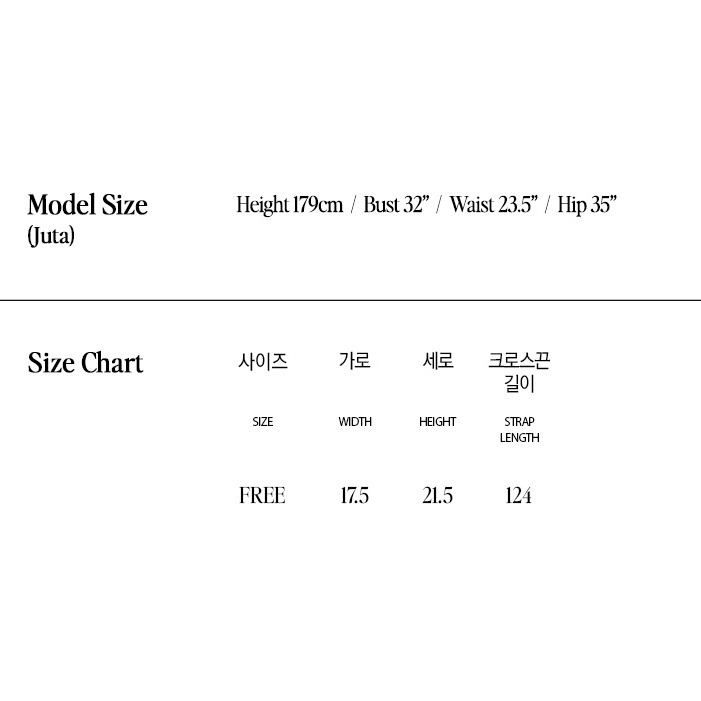 Model Size
(Juta)
Height 179cm / Bust 32” / Waist 23.5” / Hip 35”
Size Chart
사이즈 가로 세로 크로스끈
길이
SIZE WIDTH HEIGHT STRAP
LENGTH
FREE 17.5 21.5 124